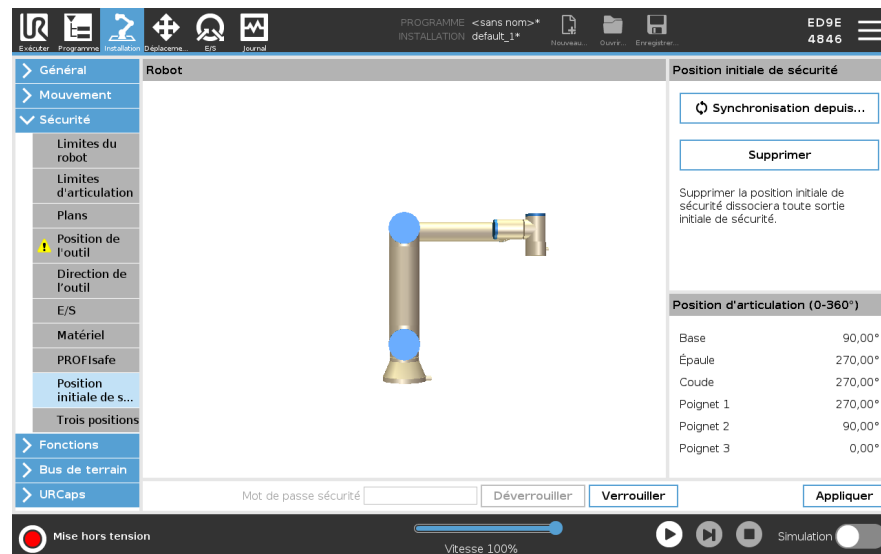 PROGRAMME <sans nom>*
INSTALLATION default_1*
ED9E
4846
Exécuter Programme Installation Déplaceme... E/S Journal
Nouveau... Ouvrir... Enregistrer...
Général
Mouvement
Sécurité
Limites du
robot
Limites
d'articulation
Plans
Position de
l'outil
Direction de
l'outil
E/S
Matériel
PROFIsafe
Position
initiale de s...
Trois positions
Fonctions
Bus de terrain
URCaps
Robot
Position initiale de sécurité
Synchronisation depuis...
Supprimer
Supprimer la position initiale de
sécurité dissociera toute sortie
initiale de sécurité.
Position d'articulation (0-360°)
Base 90,00°
Épaule 270,00°
Coude 270,00°
Poignet 1 270,00°
Poignet 2 90,00°
Poignet 3 0,00°
Mot de passe sécurité Déverrouiller Verrouiller Appliquer
Mise hors tension
Vitesse 100%
Simulation